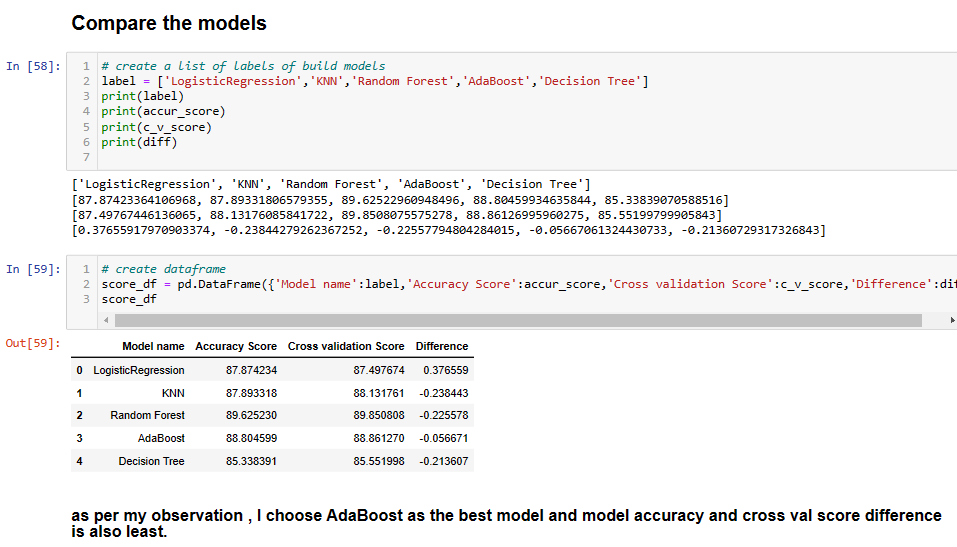 Compare the models
In [58]:
1 # create a list of labels of build models
2 label = ['LogisticRegression','KNN','Random Forest','AdaBoost','Decision Tree']
3 print(label)
4 print(accur_score)
5 print(c_v_score)
6 print(diff)
7
['LogisticRegression', 'KNN', 'Random Forest', 'AdaBoost', 'Decision Tree']
[87.87423364106968, 87.89331806579355, 89.62522960948496, 88.80459934635844, 85.33839070588516]
[87.49767446136065, 88.13176085841722, 89.8508075575278, 88.86126995960275, 85.55199799905843]
[0.37655917970903374, -0.23844279262367252, -0.22557794804284015, -0.05667061324430733, -0.21360729317326843]
In [59]:
1 # create dataframe
2 score_df = pd.DataFrame({'Model name':label,'Accuracy Score':accur_score,'Cross validation Score':c_v_score,'Difference':dif
3 score_df
Out[59]:
Model name Accuracy Score Cross validation Score Difference
0 LogisticRegression 87.874234 87.497674 0.376559
1 KNN 87.893318 88.131761 -0.238443
2 Random Forest 89.625230 89.850808 -0.225578
3 AdaBoost 88.804599 88.861270 -0.056671
4 Decision Tree 85.338391 85.551998 -0.213607
as per my observation , I choose AdaBoost as the best model and model accuracy and cross val score difference
is also least.